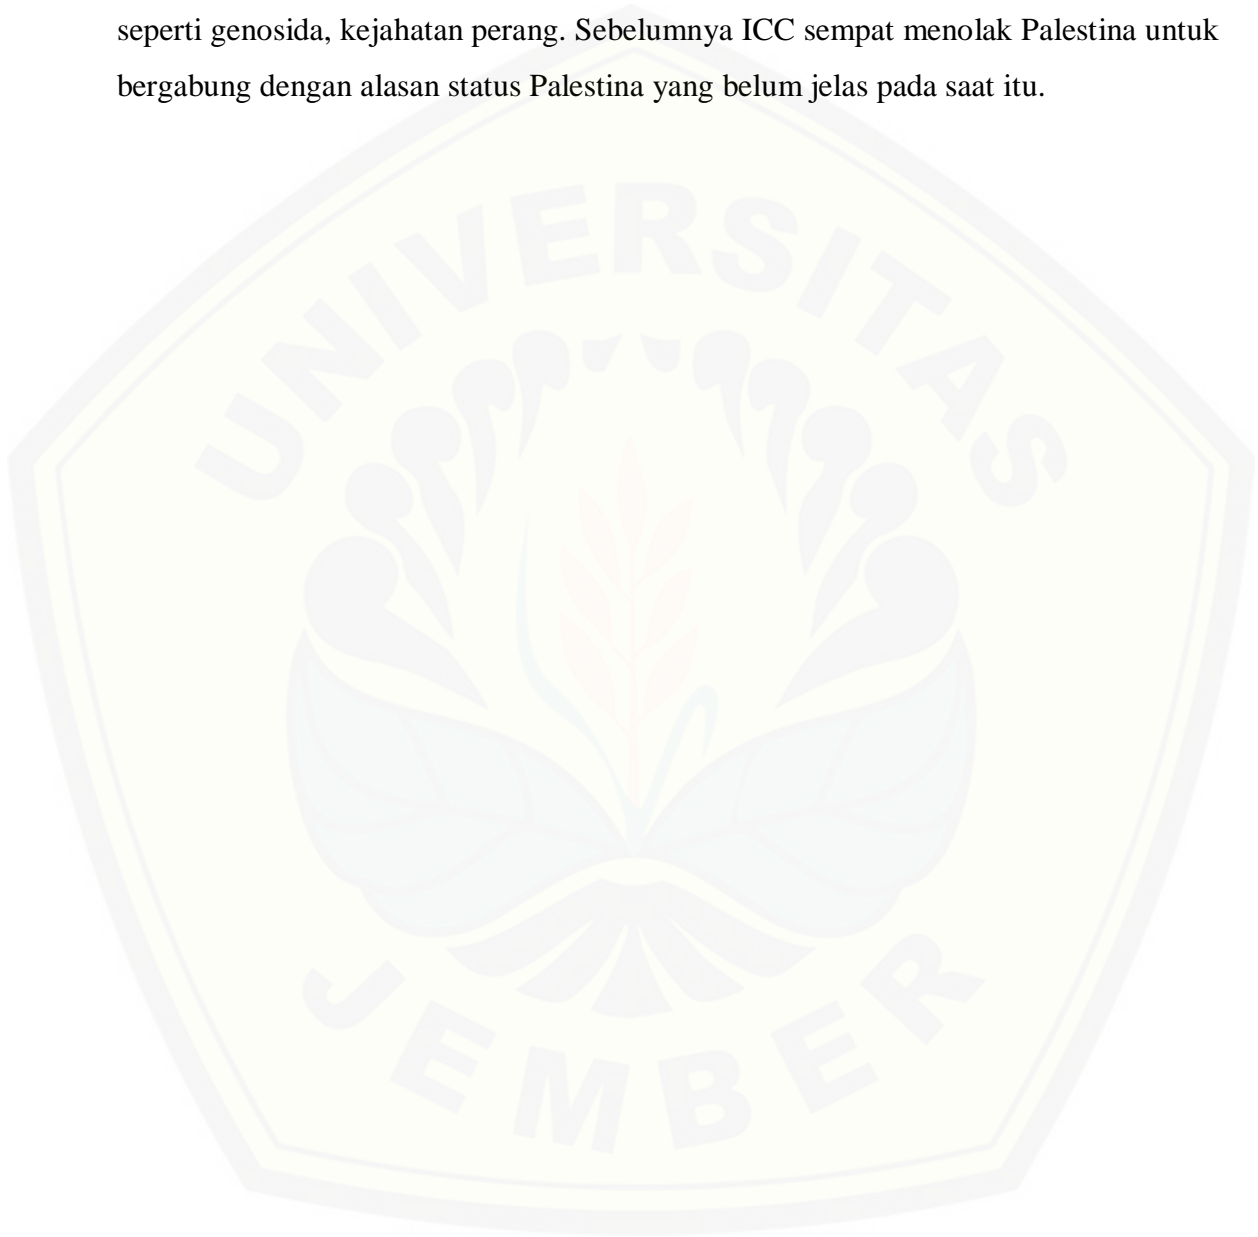 seperti genosida, kejahatan perang. Sebelumnya ICC sempat menolak Palestina untuk
bergabung dengan alasan status Palestina yang belum jelas pada saat itu.
UNIVERSITAS
JEMBER